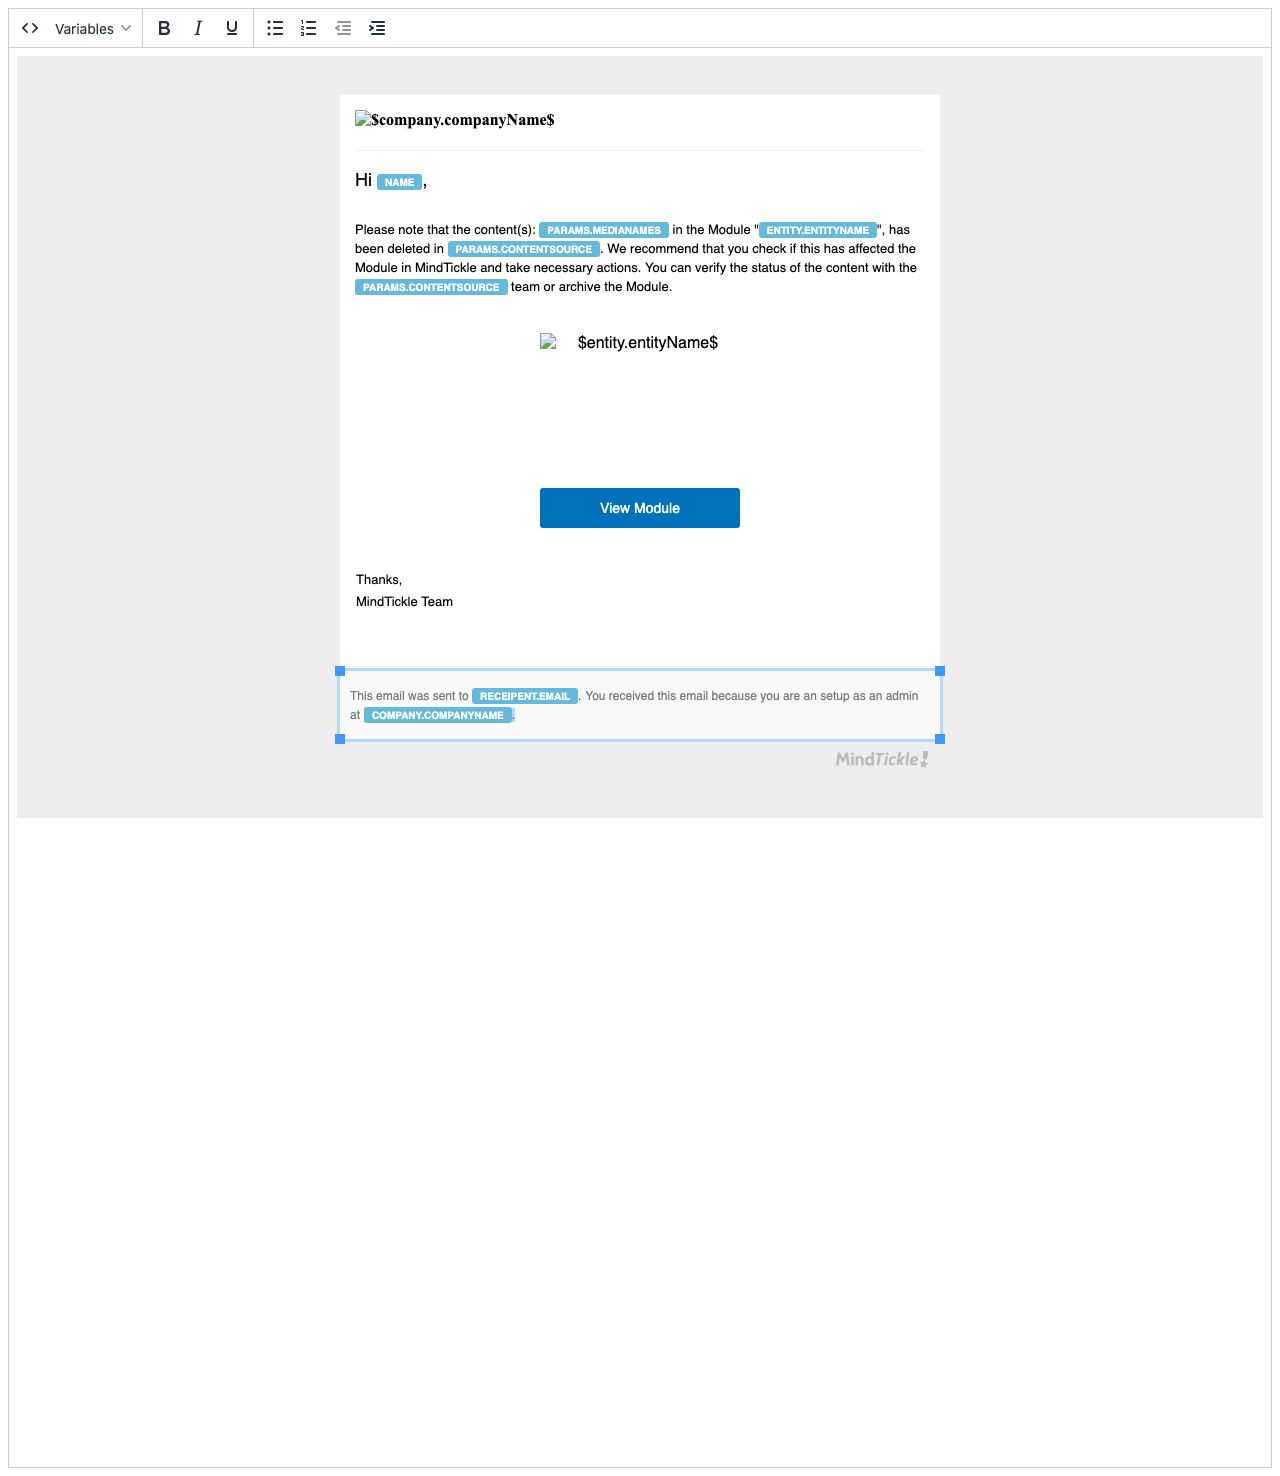 Variables
$company.companyName$
Hi NAME ,
Please note that the content(s): PARAMS.MEDIANAMES in the Module "ENTITY.ENTITYNAME", has
been deleted in PARAMS.CONTENTSOURCE. We recommend that you check if this has affected the
Module in MindTickle and take necessary actions. You can verify the status of the content with the
PARAMS.CONTENTSOURCE team or archive the Module.
$entity.entityName$
View Module
Thanks,
MindTickle Team
This email was sent to RECEIPENT.EMAIL. You received this email because you are an setup as an admin
at COMPANY.COMPANYNAME.
MindTickle!